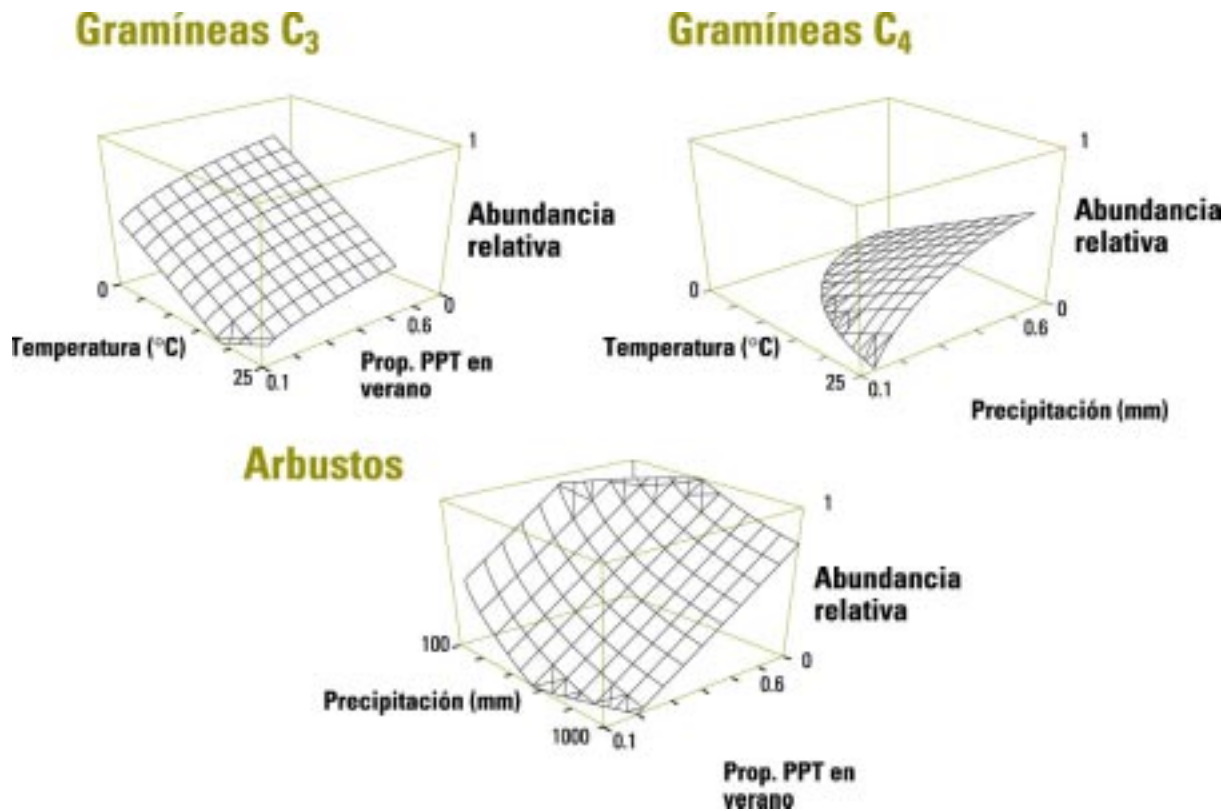 Gramíneas C₃
1
Abundancia
relativa
0
0
0.6
Temperatura (°C)
25
0.1
Prop. PPT en
verano
Gramíneas C₄
1
Abundancia
relativa
0
0
0.6
Temperatura (°C)
25
0.1
Precipitación (mm)
Arbustos
1
Abundancia
relativa
100
0
0.6
Precipitación (mm)
1000
0.1
Prop. PPT en
verano